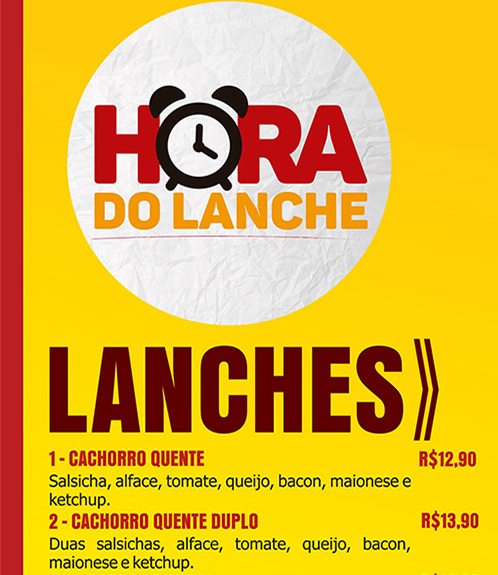 HORA
DO LANCHE
LANCHES
1 - CACHORRO QUENTE R$12,90
Salsicha, alface, tomate, queijo, bacon, maionese e
ketchup.
2 - CACHORRO QUENTE DUPLO R$13,90
Duas salsichas, alface, tomate, queijo, bacon,
maionese e ketchup.